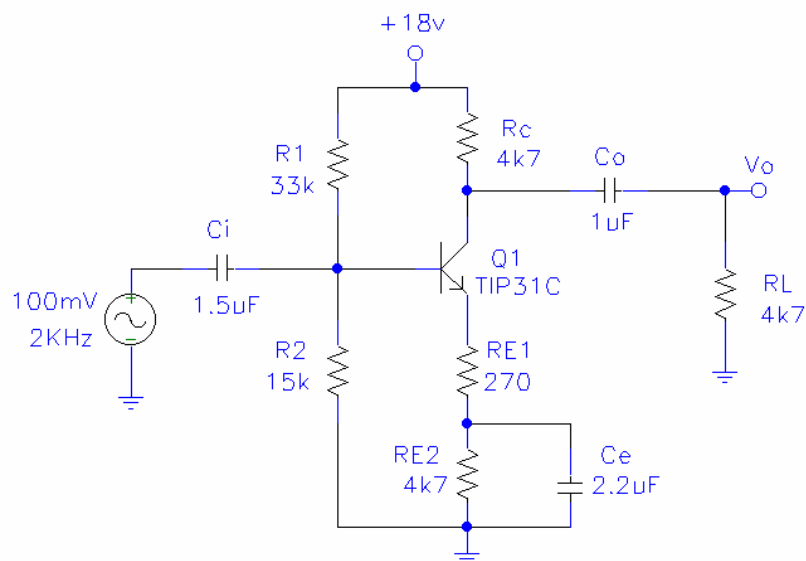 +18v
R1
33k
Rc
4k7
Co
1uF
Vo
Ci
1.5uF
100mV
2KHz
Q1
TIP31C
RL
4k7
R2
15k
RE1
270
RE2
4k7
Ce
2.2uF